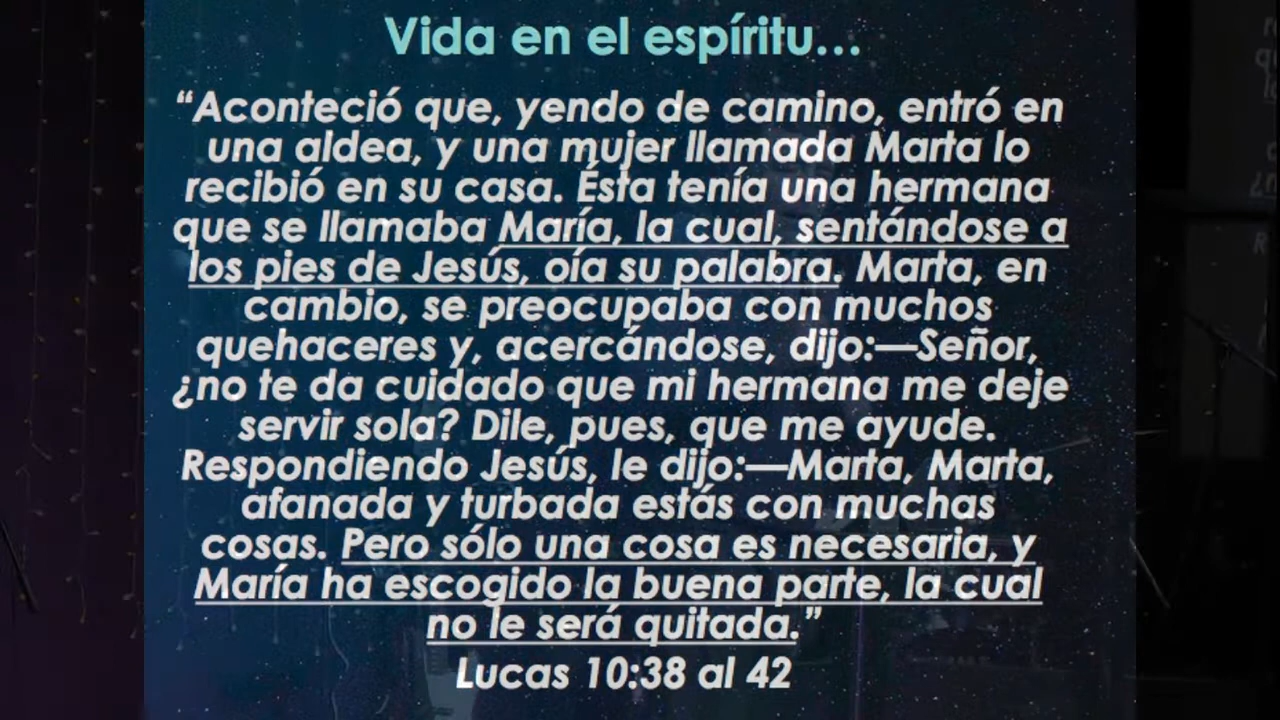 Vida en el espíritu...
“Aconteció que, yendo de camino, entró en
una aldea, y una mujer llamada Marta lo
recibió en su casa. Ésta tenía una hermana
que se llamaba María, la cual, sentándose a
los pies de Jesús, oía su palabra. Marta, en
cambio, se preocupaba con muchos
quehaceres y, acercándose, dijo:—Señor,
¿no te da cuidado que mi hermana me deje
servir sola? Dile, pues, que me ayude.
Respondiendo Jesús, le dijo:—Marta, Marta,
afanada y turbada estás con muchas
cosas. Pero sólo una cosa es necesaria, y
María ha escogido la buena parte, la cual
no le será quitada.”
Lucas 10:38 al 42